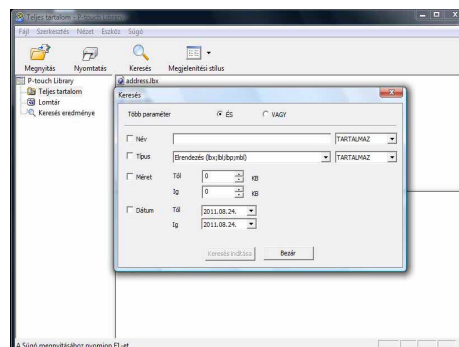 Teljes tartalom - P-touch Library
Fájl Szerkesztés Nézet Eszköz Súgó
Megnyitás Nyomtatás Keresés Megjelenítési stílus
P-touch Library
Teljes tartalom
Lomtár
Keresés eredménye
address.lbx
Keresés
Több paraméter ÉS VAGY
Név TARTALMAZ
Típus Elrendezés (lbx;lbl;lbp;mbl) TARTALMAZ
Méret Tól 0 KB
Ig 0 KB
Dátum Tól 2011.08.24.
Ig 2011.08.24.
Keresés indítása Bezár
A Súgó megnyitásához nyomjon F1-et